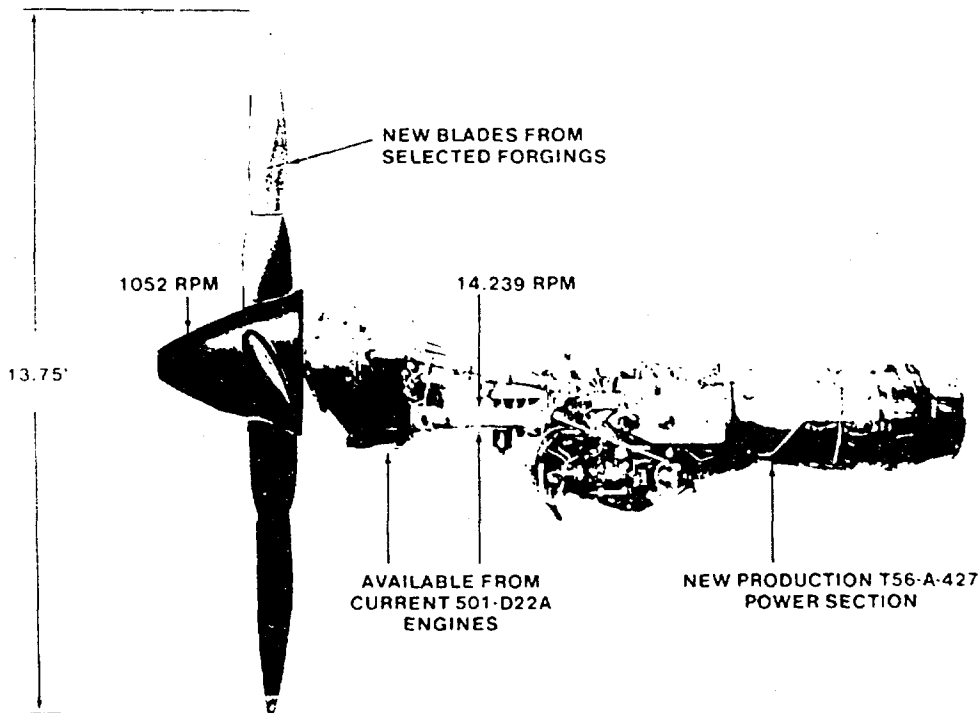 NEW BLADES FROM
SELECTED FORGINGS
1052 RPM
14.239 RPM
13.75'
AVAILABLE FROM
CURRENT 501-D22A
ENGINES
NEW PRODUCTION T56-A-427
POWER SECTION